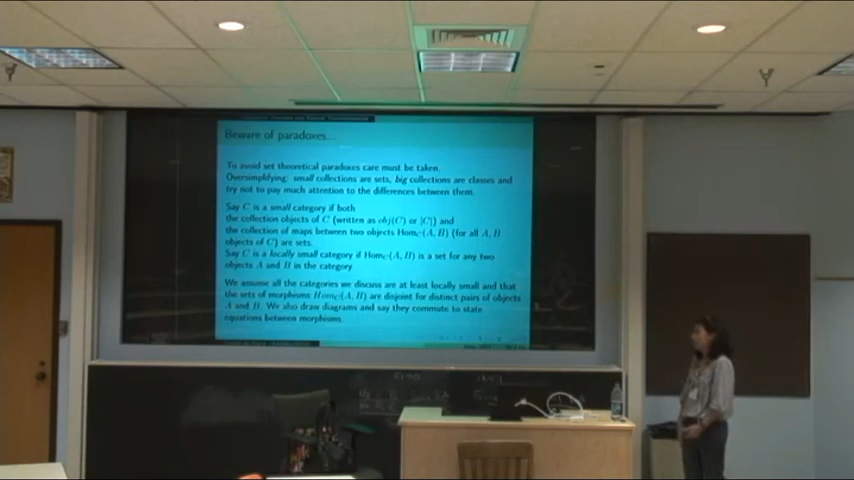 Beware of paradoxes...
To avoid set theoretical paradoxes care must be taken.
Oversimplifying: small collections are sets, big collections are classes and
try not to pay much attention to the differences between them.
Say C is a small category if both
the collection objects of C (written as obj(C) or |C|) and
the collection of maps between two objects Hom_C(A, B) (for all A, B
objects of C) are sets.
Say C is a locally small category if Hom_C(A, B) is a set for any two
objects A and B in the category.
We assume all the categories we discuss are at least locally small and that
the sets of morphisms Hom_C(A, B) are disjoint for distinct pairs of objects
A and B. We also draw diagrams and say they commute to state
equations between morphisms.